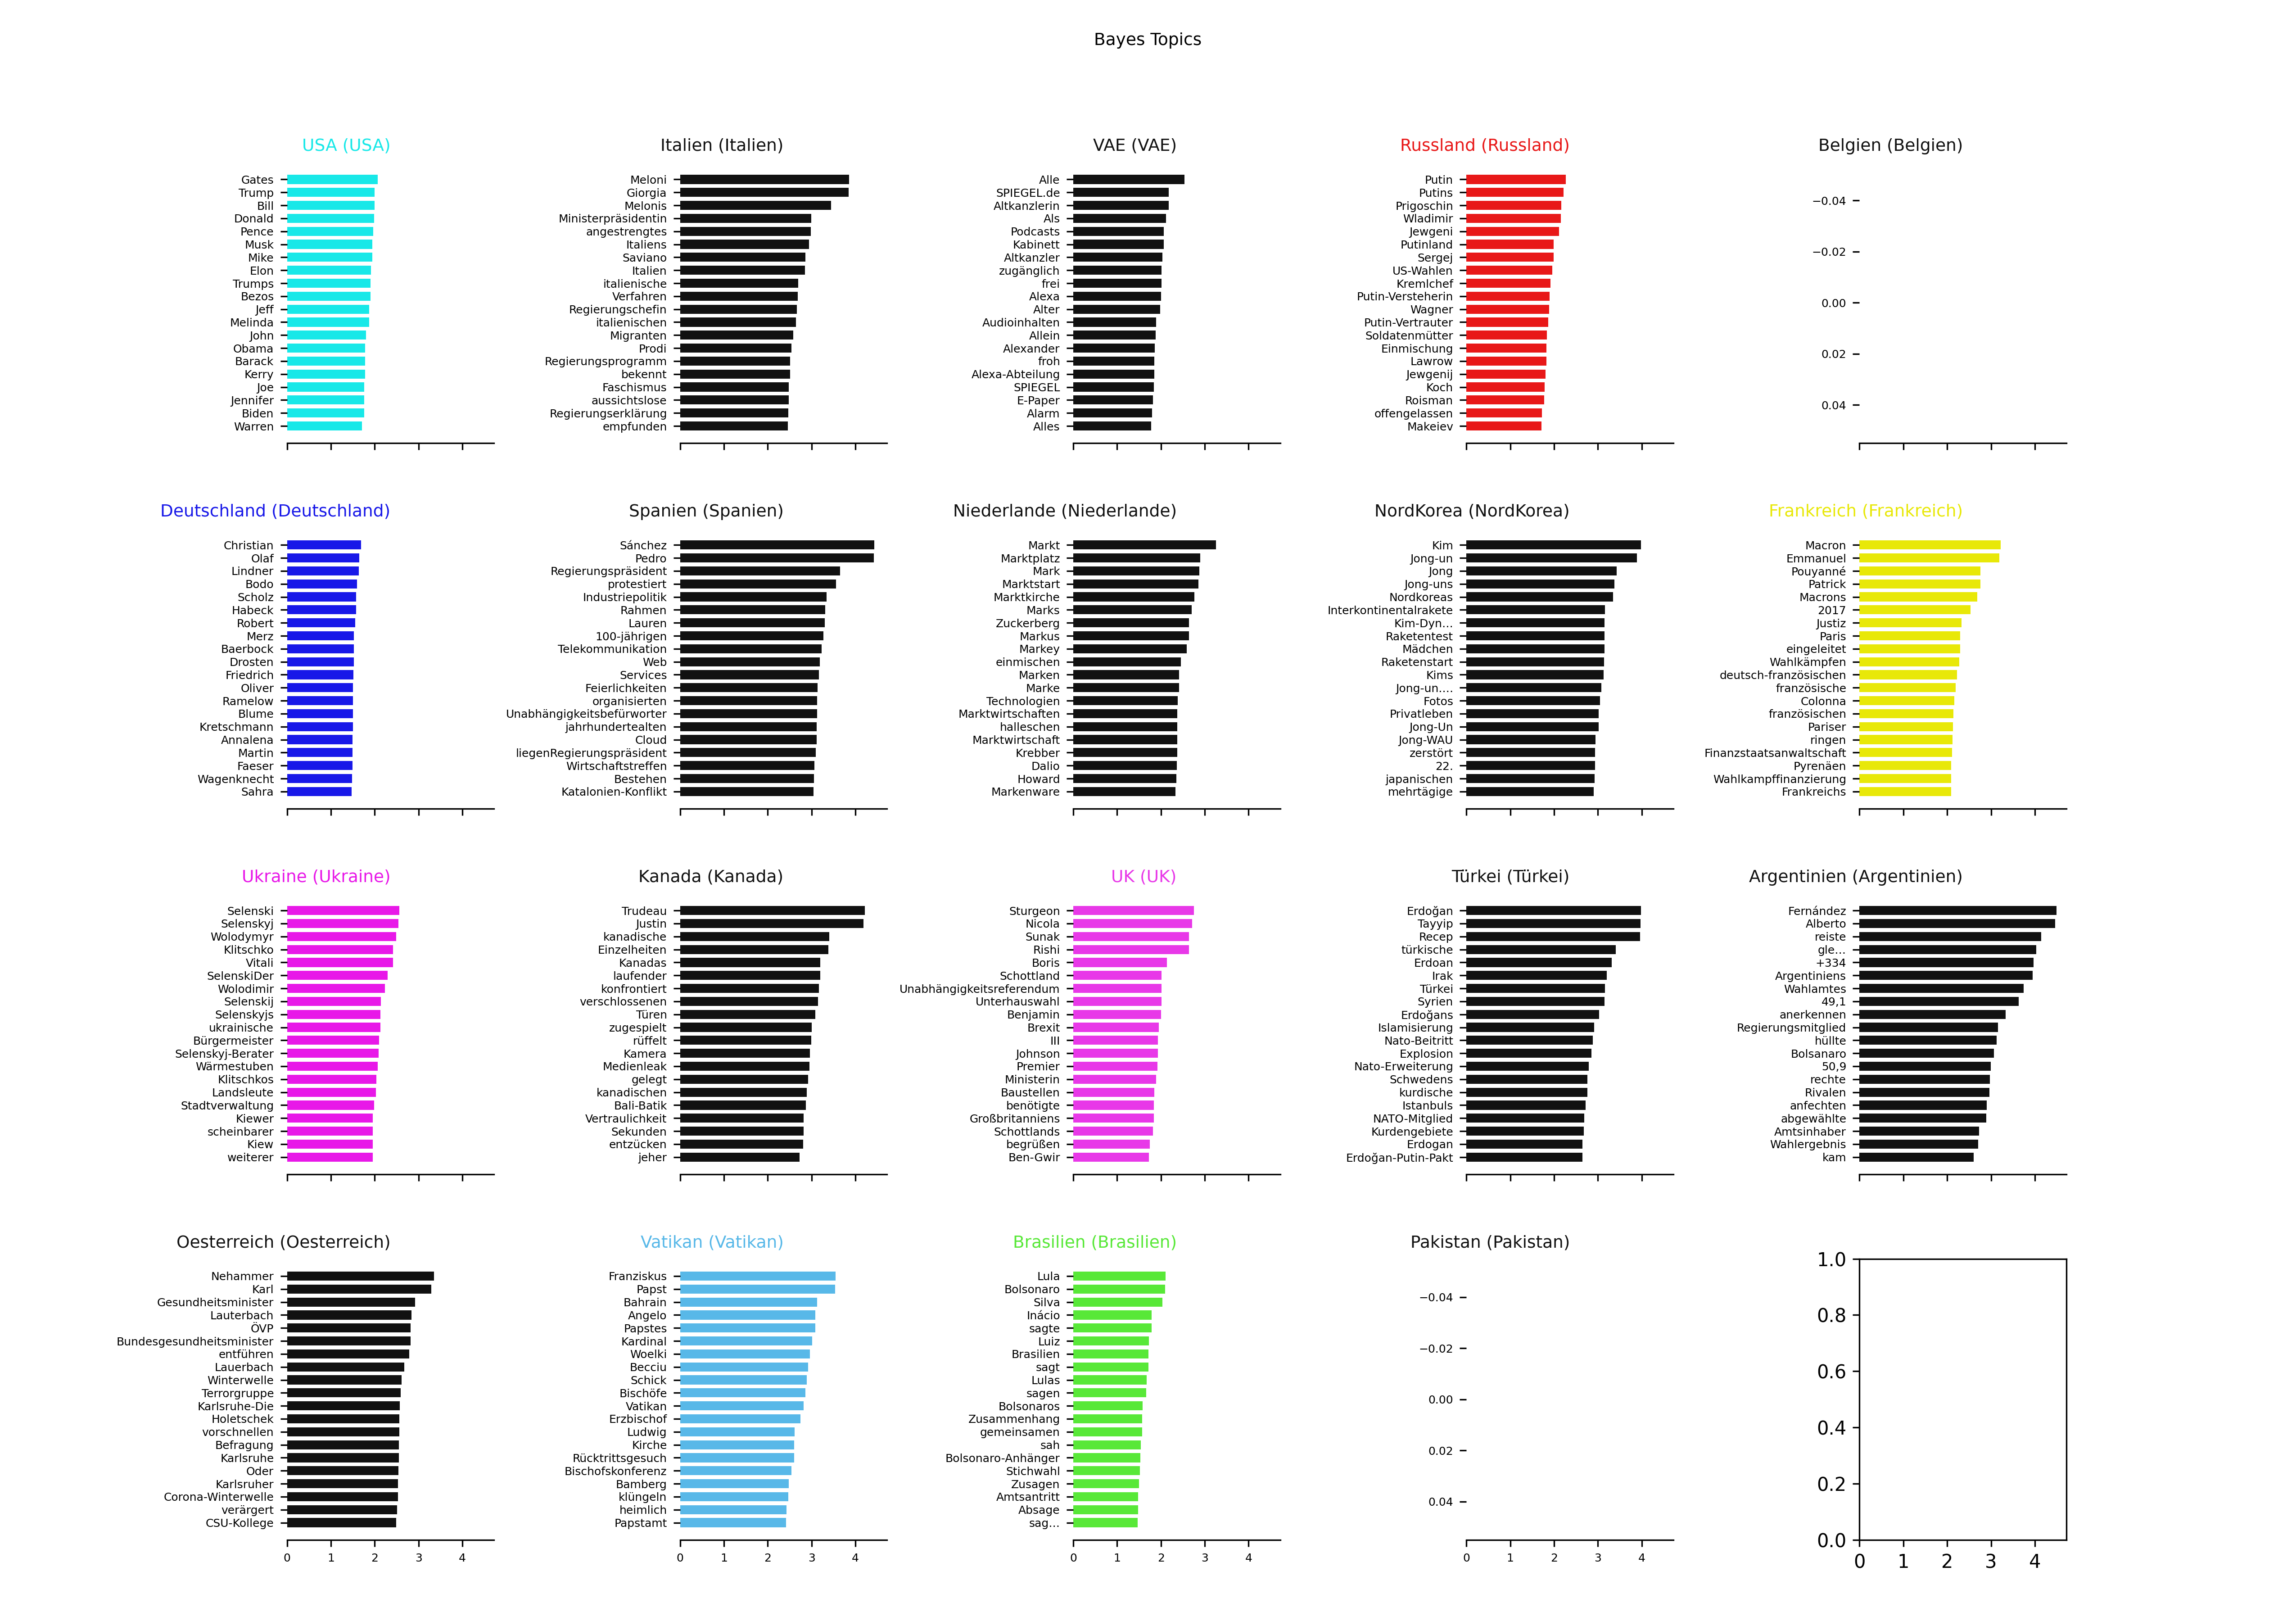 Bayes Topics
USA (USA)
Gates
Trump
Bill
Donald
Pence
Musk
Mike
Elon
Trumps
Bezos
Jeff
Melinda
John
Obama
Barack
Kerry
Joe
Jennifer
Biden
Warren
Italien (Italien)
Meloni
Giorgia
Melonis
Ministerpräsidentin
angestrengtes
Italiens
Saviano
Italien
italienische
Verfahren
Regierungschefin
italienischen
Migranten
Prodi
Regierungsprogramm
bekennt
Faschismus
aussichtslose
Regierungserklärung
empfunden
VAE (VAE)
Alle
SPIEGEL.de
Altkanzlerin
Als
Podcasts
Kabinett
Altkanzler
zugänglich
frei
Alexa
Alter
Audioinhalten
Allein
Alexander
froh
Alexa-Abteilung
SPIEGEL
E-Paper
Alarm
Alles
Russland (Russland)
Putin
Putins
Prigoschin
Wladimir
Jewgeni
Putinland
Sergej
US-Wahlen
Kremlchef
Putin-Versteherin
Wagner
Putin-Vertrauter
Soldatenmütter
Einmischung
Lawrow
Jewgenij
Koch
Roisman
offengelassen
Makeiev
Belgien (Belgien)
−0.04
−0.02
0.00
0.02
0.04
Deutschland (Deutschland)
Christian
Olaf
Lindner
Bodo
Scholz
Habeck
Robert
Merz
Baerbock
Drosten
Friedrich
Oliver
Ramelow
Blume
Kretschmann
Annalena
Martin
Faeser
Wagenknecht
Sahra
Spanien (Spanien)
Sánchez
Pedro
Regierungspräsident
protestiert
Industriepolitik
Rahmen
Lauren
100-jährigen
Telekommunikation
Web
Services
Feierlichkeiten
organisierten
Unabhängigkeitsbefürworter
jahrhundertealten
Cloud
liegenRegierungspräsident
Wirtschaftstreffen
Bestehen
Katalonien-Konflikt
Niederlande (Niederlande)
Markt
Marktplatz
Mark
Marktstart
Marktkirche
Marks
Zuckerberg
Markus
Markey
einmischen
Marken
Marke
Technologien
Marktwirtschaften
halleschen
Marktwirtschaft
Krebber
Dalio
Howard
Markenware
NordKorea (NordKorea)
Kim
Jong-un
Jong
Jong-uns
Nordkoreas
Interkontinentalrakete
Kim-Dyn...
Raketentest
Mädchen
Raketenstart
Kims
Jong-un....
Fotos
Privatleben
Jong-Un
Jong-WAU
zerstört
22.
japanischen
mehrtägige
Frankreich (Frankreich)
Macron
Emmanuel
Pouyanné
Patrick
Macrons
2017
Justiz
Paris
eingeleitet
Wahlkämpfen
deutsch-französischen
französische
Colonna
französischen
Pariser
ringen
Finanzstaatsanwaltschaft
Pyrenäen
Wahlkampffinanzierung
Frankreichs
Ukraine (Ukraine)
Selenski
Selenskyj
Wolodymyr
Klitschko
Vitali
SelenskiDer
Wolodimir
Selenskij
Selenskyjs
ukrainische
Bürgermeister
Selenskyj-Berater
Wärmestuben
Klitschkos
Landsleute
Stadtverwaltung
Kiewer
scheinbarer
Kiew
weiterer
Kanada (Kanada)
Trudeau
Justin
kanadische
Einzelheiten
Kanadas
laufender
konfrontiert
verschlossenen
Türen
zugespielt
rüffelt
Kamera
Medienleak
gelegt
kanadischen
Bali-Batik
Vertraulichkeit
Sekunden
entzücken
jeher
UK (UK)
Sturgeon
Nicola
Sunak
Rishi
Boris
Schottland
Unabhängigkeitsreferendum
Unterhauswahl
Benjamin
Brexit
III
Johnson
Premier
Ministerin
Baustellen
benötigte
Großbritanniens
Schottlands
begrüßen
Ben-Gwir
Türkei (Türkei)
Erdoğan
Tayyip
Recep
türkische
Erdoan
Irak
Türkei
Syrien
Erdoğans
Islamisierung
Nato-Beitritt
Explosion
Nato-Erweiterung
Schwedens
kurdische
Istanbuls
NATO-Mitglied
Kurdengebiete
Erdogan
Erdoğan-Putin-Pakt
Argentinien (Argentinien)
Fernández
Alberto
reiste
gle...
+334
Argentiniens
Wahlamtes
49,1
anerkennen
Regierungsmitglied
hüllte
Bolsanaro
50,9
rechte
Rivalen
anfechten
abgewählte
Amtsinhaber
Wahlergebnis
kam
Oesterreich (Oesterreich)
Nehammer
Karl
Gesundheitsminister
Lauterbach
ÖVP
Bundesgesundheitsminister
entführen
Lauerbach
Winterwelle
Terrorgruppe
Karlsruhe-Die
Holetschek
vorschnellen
Befragung
Karlsruhe
Oder
Karlsruher
Corona-Winterwelle
verärgert
CSU-Kollege
0 1 2 3 4
Vatikan (Vatikan)
Franziskus
Papst
Bahrain
Angelo
Papstes
Kardinal
Woelki
Becciu
Schick
Bischöfe
Vatikan
Erzbischof
Ludwig
Kirche
Rücktrittsgesuch
Bischofskonferenz
Bamberg
klüngeln
heimlich
Papstamt
0 1 2 3 4
Brasilien (Brasilien)
Lula
Bolsonaro
Silva
Inácio
sagte
Luiz
Brasilien
sagt
Lulas
sagen
Bolsonaros
Zusammenhang
gemeinsamen
sah
Bolsonaro-Anhänger
Stichwahl
Zusagen
Amtsantritt
Absage
sag...
0 1 2 3 4
Pakistan (Pakistan)
−0.04
−0.02
0.00
0.02
0.04
0 1 2 3 4
1.0
0.8
0.6
0.4
0.2
0.0
0 1 2 3 4